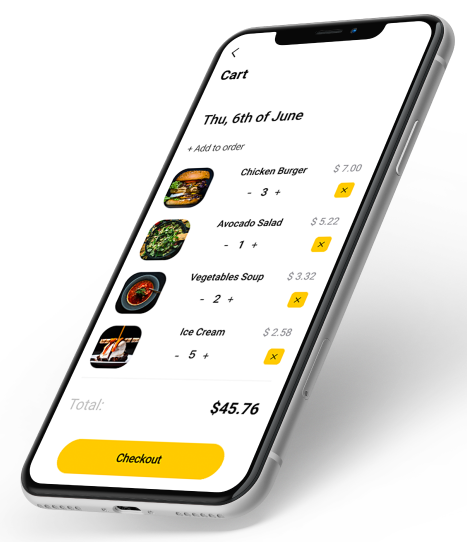 Cart
Thu, 6th of June
+ Add to order
Chicken Burger $ 7.00
- 3 +
Avocado Salad $ 5.22
- 1 +
Vegetables Soup $ 3.32
- 2 +
Ice Cream $ 2.58
- 5 +
Total: $45.76
Checkout